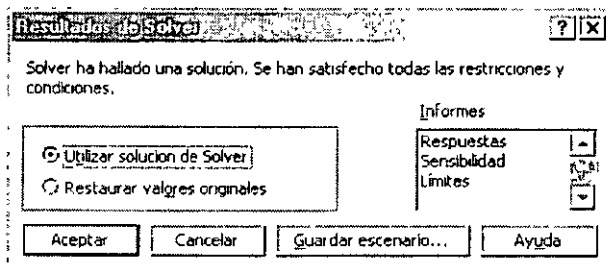 Resultados de Solver
Solver ha hallado una solución. Se han satisfecho todas las restricciones y
condiciones.
Informes
Utilizar solucion de Solver
Restaurar valores originales
Respuestas
Sensibilidad
Límites
Aceptar
Cancelar
Guardar escenario...
Ayuda